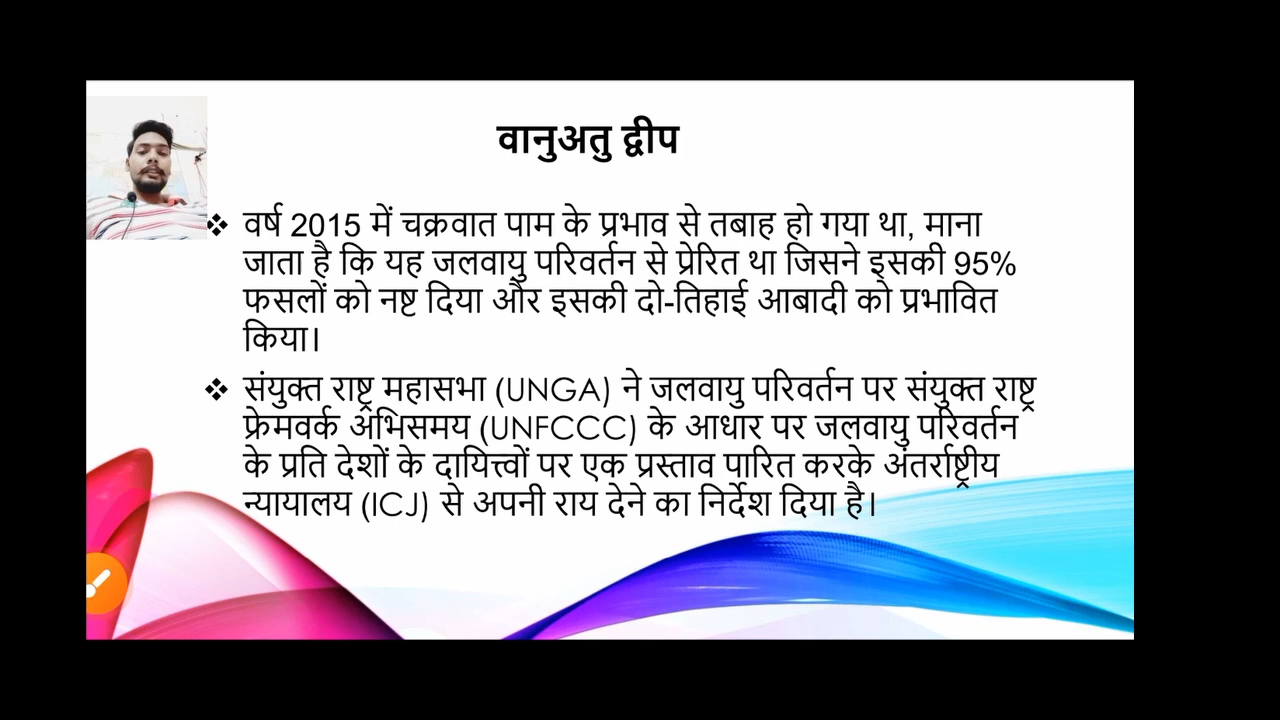 वानुअतु द्वीप
❖ वर्ष 2015 में चक्रवात पाम के प्रभाव से तबाह हो गया था, माना
जाता है कि यह जलवायु परिवर्तन से प्रेरित था जिसने इसकी 95%
फसलों को नष्ट दिया और इसकी दो-तिहाई आबादी को प्रभावित
किया।
❖ संयुक्त राष्ट्र महासभा (UNGA) ने जलवायु परिवर्तन पर संयुक्त राष्ट्र
फ्रेमवर्क अभिसमय (UNFCCC) के आधार पर जलवायु परिवर्तन
के प्रति देशों के दायित्त्वों पर एक प्रस्ताव पारित करके अंतर्राष्ट्रीय
न्यायालय (ICJ) से अपनी राय देने का निर्देश दिया है।